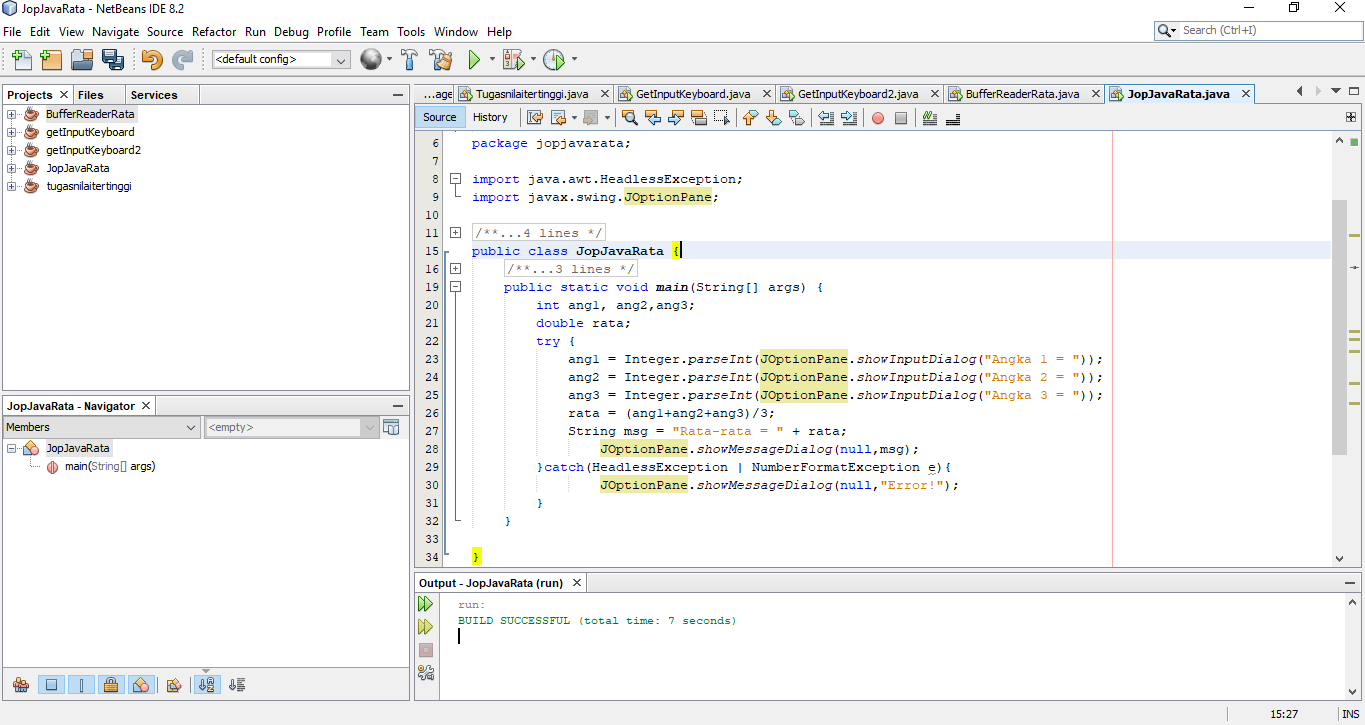 JopJavaRata - NetBeans IDE 8.2
File Edit View Navigate Source Refactor Run Debug Profile Team Tools Window Help
Search (Ctrl+I)
<default config>
Projects Files Services
BufferReaderRata
getInputKeyboard
getInputKeyboard2
JopJavaRata
tugasnilaitertinggi
JopJavaRata - Navigator
Members <empty>
JopJavaRata
main(String[] args)
...age Tugasnilaitertinggi.java GetInputKeyboard.java GetInputKeyboard2.java BufferReaderRata.java JopJavaRata.java
Source History
6 package jopjavarata;
7
8 import java.awt.HeadlessException;
9 import javax.swing.JOptionPane;
10
11 /**...4 lines */
15 public class JopJavaRata {
16 /**...3 lines */
19 public static void main(String[] args) {
20 int ang1, ang2,ang3;
21 double rata;
22 try {
23 ang1 = Integer.parseInt(JOptionPane.showInputDialog("Angka 1 = "));
24 ang2 = Integer.parseInt(JOptionPane.showInputDialog("Angka 2 = "));
25 ang3 = Integer.parseInt(JOptionPane.showInputDialog("Angka 3 = "));
26 rata = (ang1+ang2+ang3)/3;
27 String msg = "Rata-rata = " + rata;
28 JOptionPane.showMessageDialog(null,msg);
29 }catch(HeadlessException | NumberFormatException e){
30 JOptionPane.showMessageDialog(null,"Error!");
31 }
32 }
33
34 }
Output - JopJavaRata (run)
run:
BUILD SUCCESSFUL (total time: 7 seconds)
15:27 INS